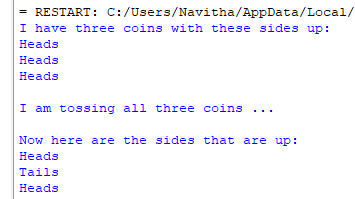 = RESTART: C:/Users/Navitha/AppData/Local/
I have three coins with these sides up:
Heads
Heads
Heads
I am tossing all three coins ...
Now here are the sides that are up:
Heads
Tails
Heads